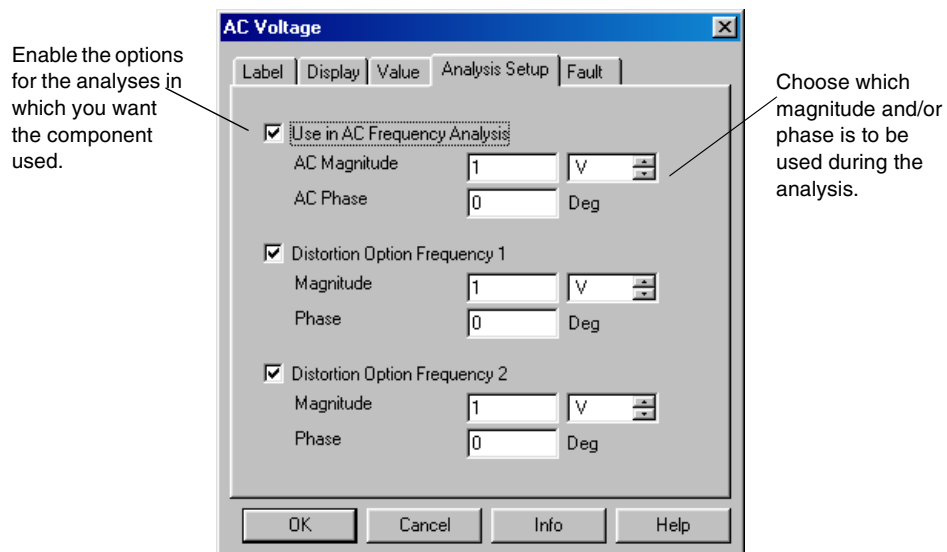 AC Voltage
Enable the options
for the analyses in
which you want
the component
used.
Label Display Value Analysis Setup Fault
Choose which
magnitude and/or
phase is to be
used during the
analysis.
Use in AC Frequency Analysis
AC Magnitude 1 V
AC Phase 0 Deg
Distortion Option Frequency 1
Magnitude 1 V
Phase 0 Deg
Distortion Option Frequency 2
Magnitude 1 V
Phase 0 Deg
OK Cancel Info Help